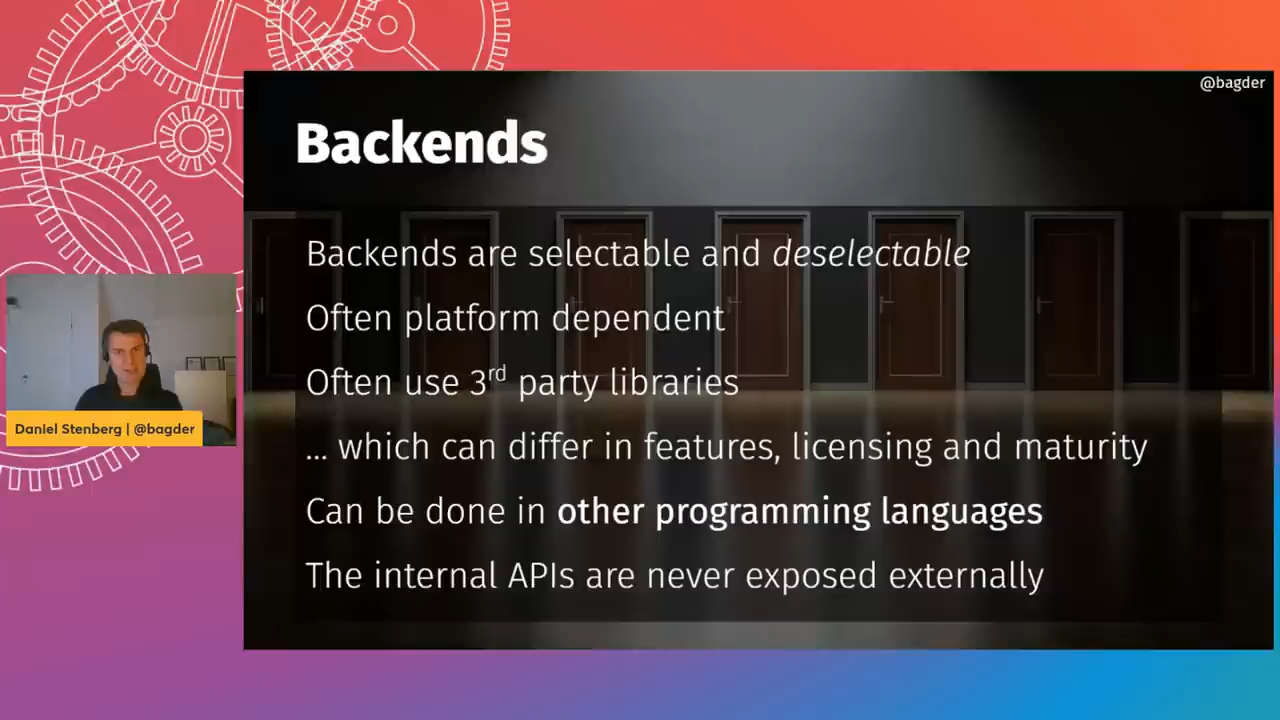 @bagder
Backends
Backends are selectable and deselectable
Often platform dependent
Often use 3rd party libraries
... which can differ in features, licensing and maturity
Can be done in other programming languages
The internal APIs are never exposed externally
Daniel Stenberg | @bagder